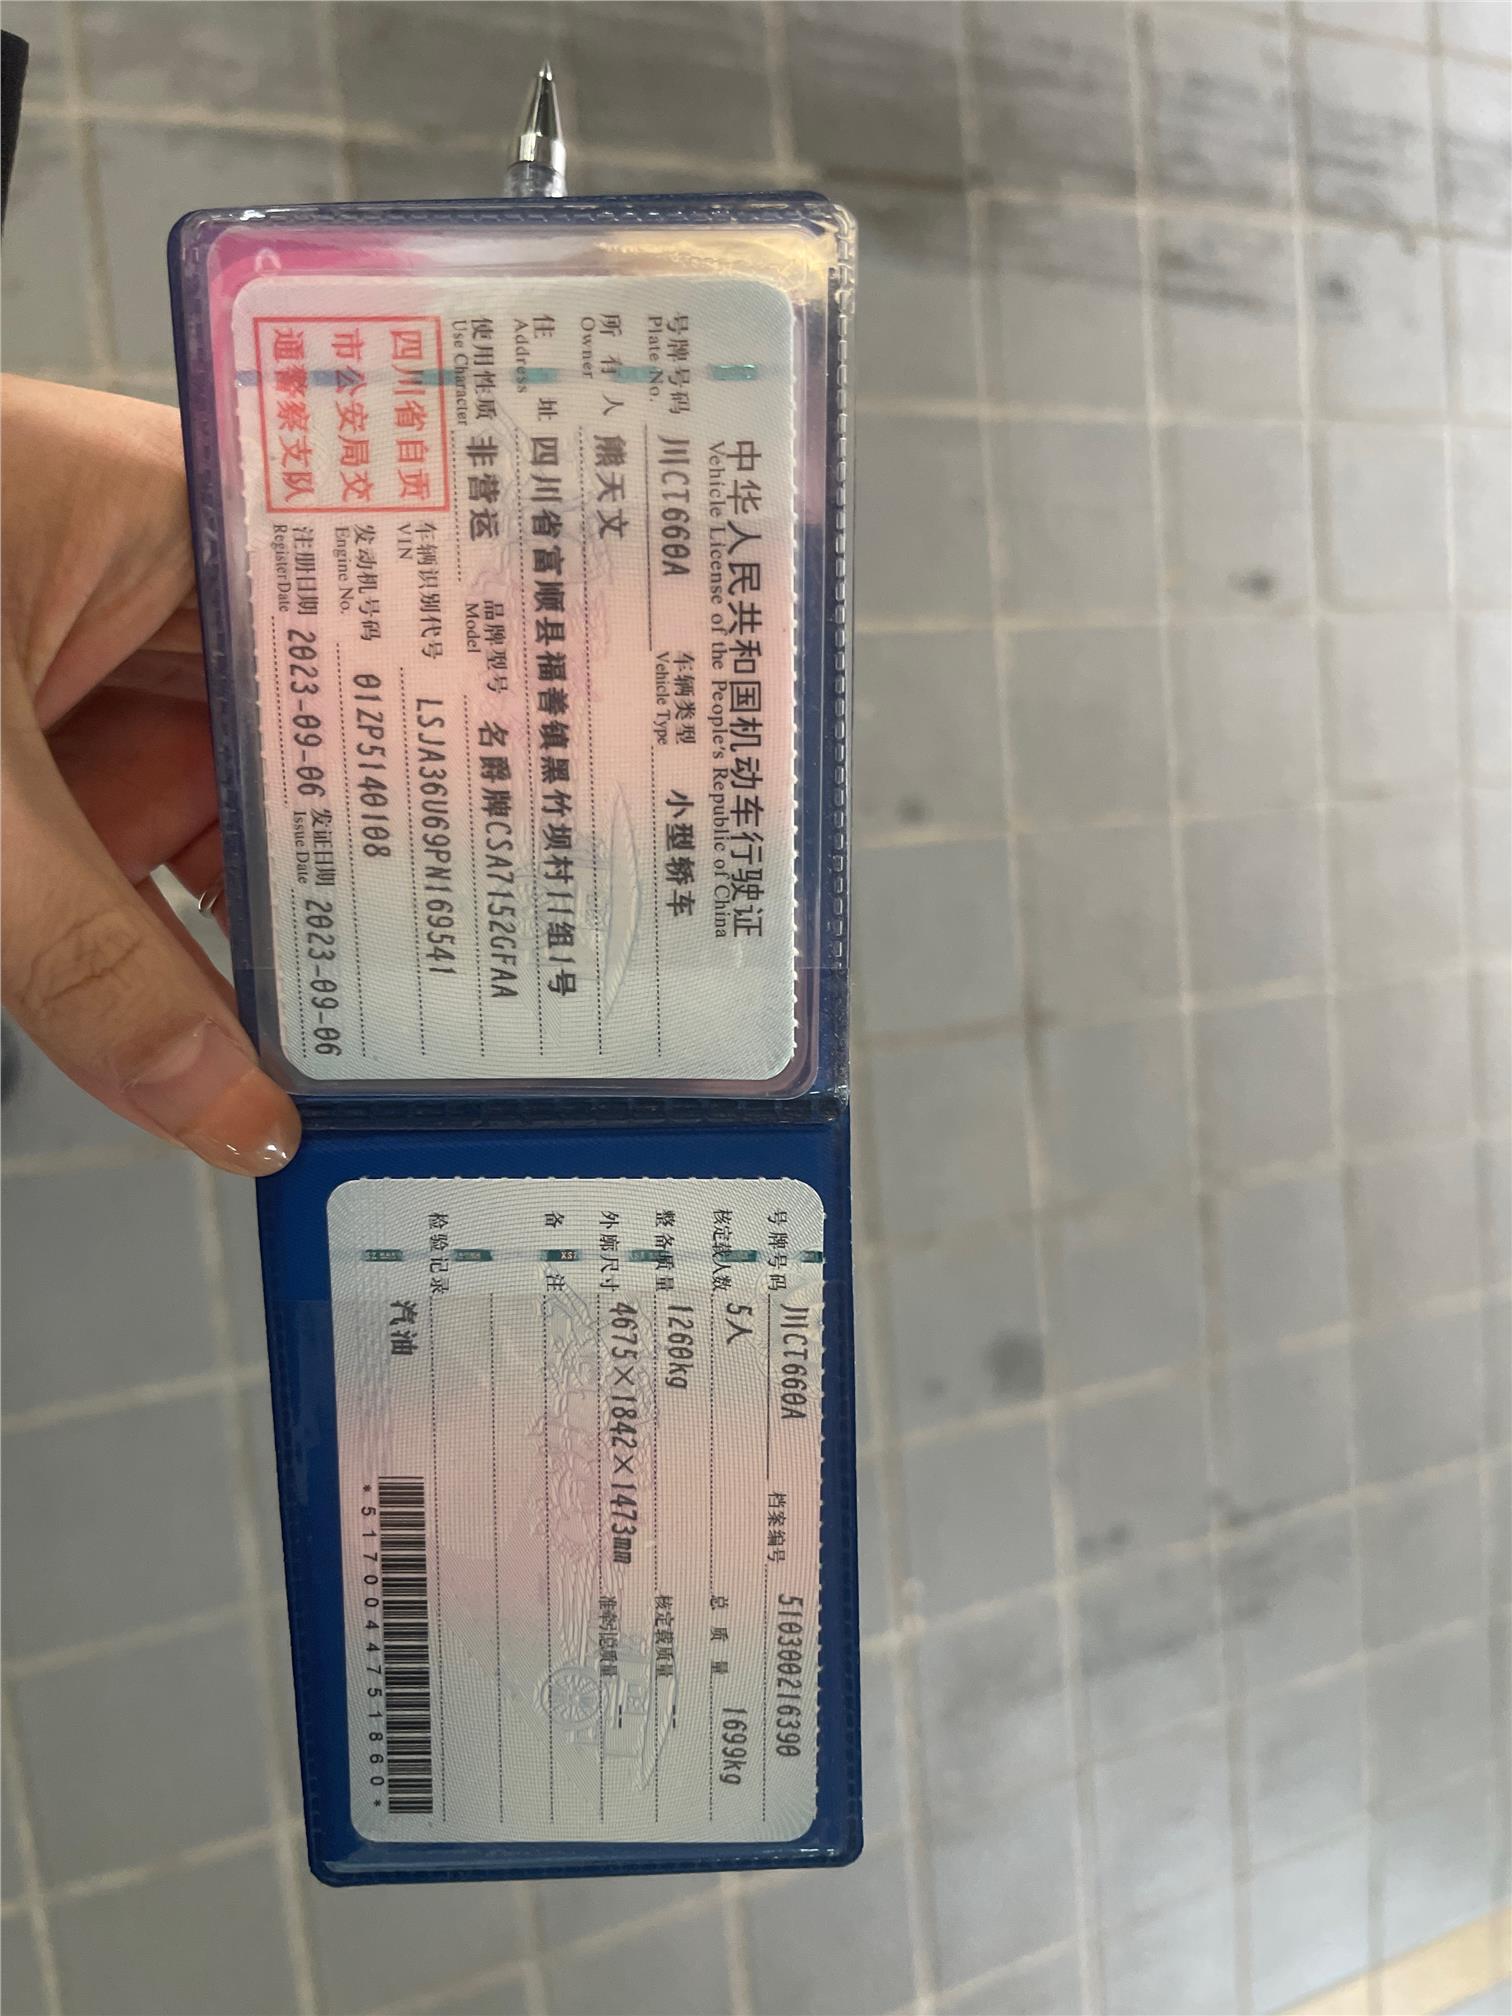 中华人民共和国机动车行驶证
Vehicle License of the People's Republic of China
号牌号码 川CT660A 车辆类型 小型轿车
Plate No. Vehicle Type
所有人 熊天文
Owner
住址 四川省富顺县福善镇黑竹坝村11组1号
Address
使用性质 非营运 品牌型号 名爵牌CSA7152GFAA
Use Character Model
四川省自贡
市公安局交
通警察支队
车辆识别代号 LSJA36U69PN169541
VIN
发动机号码 01ZP5140108
Engine No.
注册日期 2023-09-06 发证日期 2023-09-06
Register Date Issue Date
号牌号码 川CT660A 档案编号 510300216390
核定载人数 5人 总质量 1699kg
整备质量 1260kg 核定载质量 --
外廓尺寸 4675×1842×1473mm 准牵引总质量 --
备注
检验记录
汽油
*5170044751860*